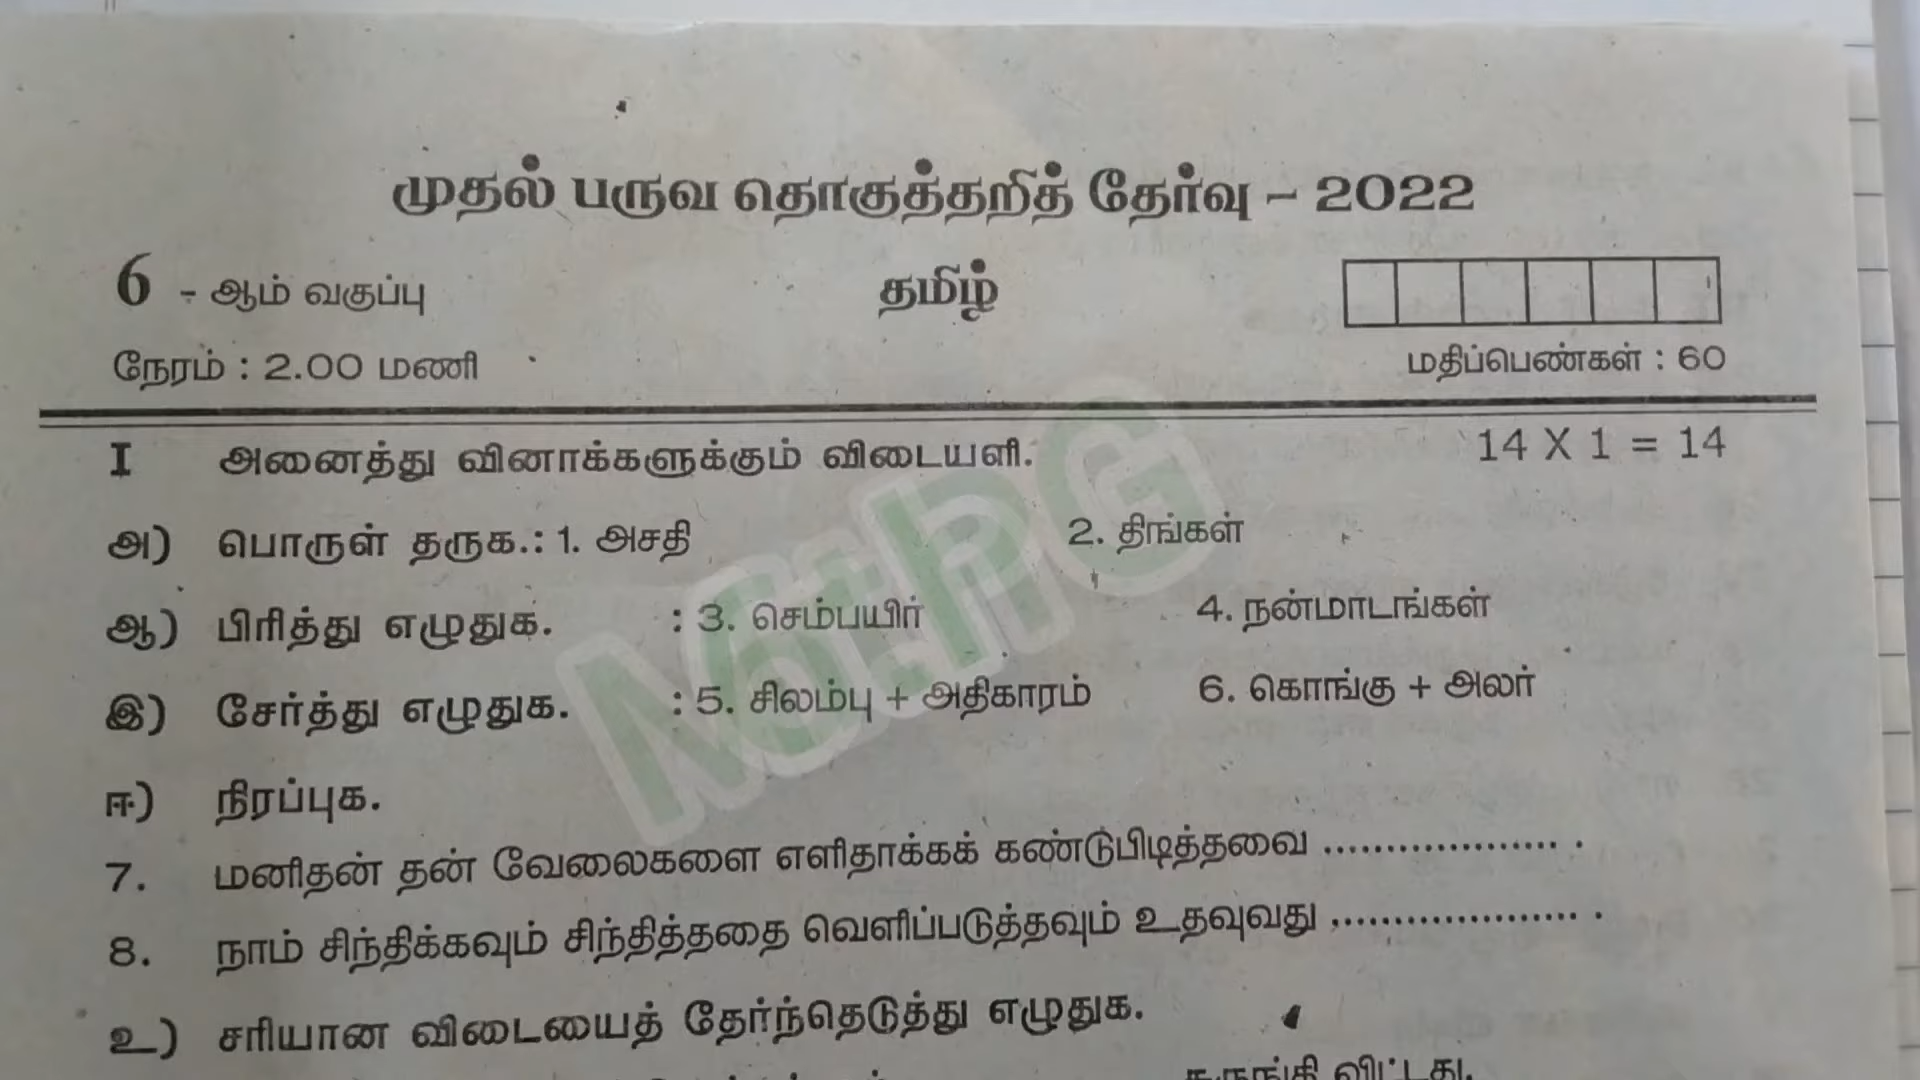 முதல் பருவ தொகுத்தறித் தேர்வு – 2022
6 - ஆம் வகுப்பு தமிழ்
நேரம் : 2.00 மணி மதிப்பெண்கள் : 60
I அனைத்து வினாக்களுக்கும் விடையளி. 14 X 1 = 14
அ) பொருள் தருக.: 1. அசதி 2. திங்கள்
ஆ) பிரித்து எழுதுக. : 3. செம்பயிர் 4. நன்மாடங்கள்
இ) சேர்த்து எழுதுக. : 5. சிலம்பு + அதிகாரம் 6. கொங்கு + அலர்
ஈ) நிரப்புக.
7. மனிதன் தன் வேலைகளை எளிதாக்கக் கண்டுபிடித்தவை ................... .
8. நாம் சிந்திக்கவும் சிந்தித்ததை வெளிப்படுத்தவும் உதவுவது ,.................... .
உ) சரியான விடையைத் தேர்ந்தெடுத்து எழுதுக.